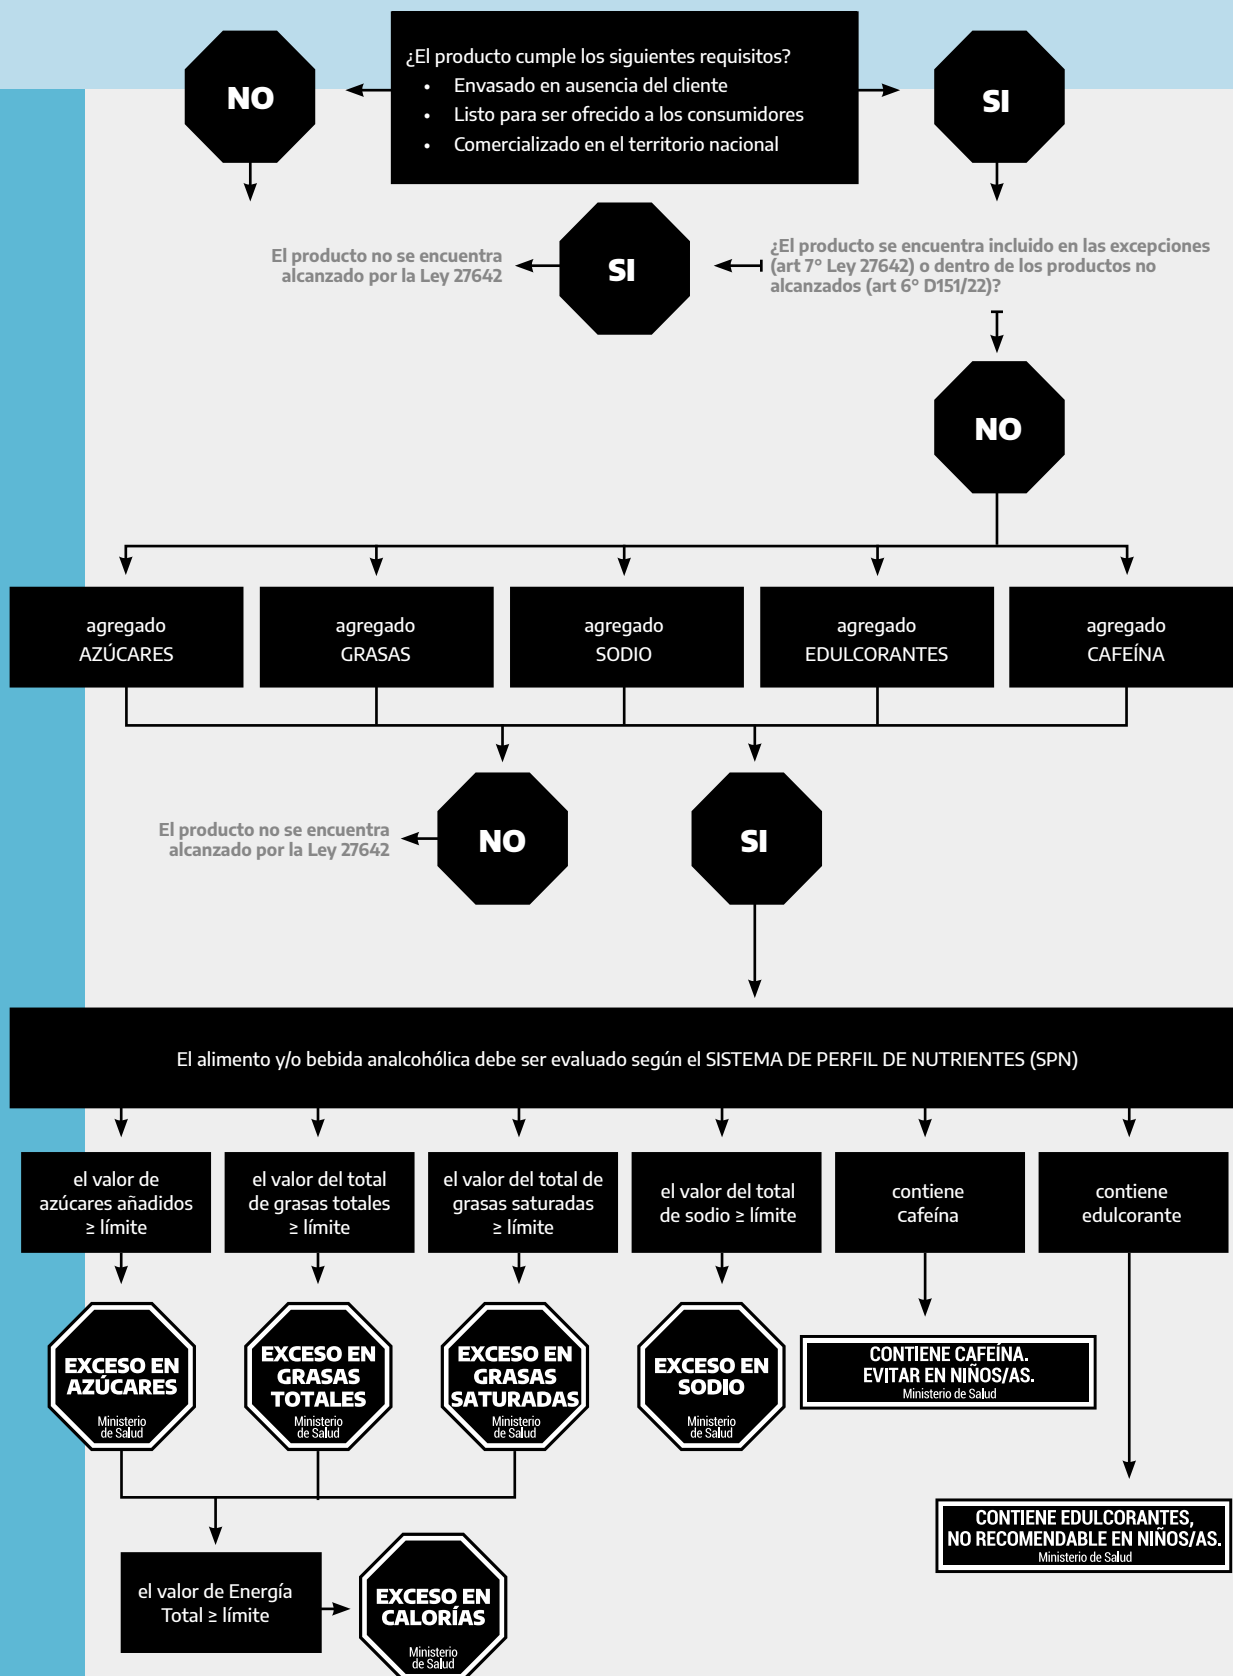 ¿El producto cumple los siguientes requisitos?
• Envasado en ausencia del cliente
• Listo para ser ofrecido a los consumidores
• Comercializado en el territorio nacional
NO
SI
El producto no se encuentra
alcanzado por la Ley 27642
SI
¿El producto se encuentra incluido en las excepciones
(art 7° Ley 27642) o dentro de los productos no
alcanzados (art 6° D151/22)?
NO
agregado
AZÚCARES
agregado
GRASAS
agregado
SODIO
agregado
EDULCORANTES
agregado
CAFEÍNA
El producto no se encuentra
alcanzado por la Ley 27642
NO
SI
El alimento y/o bebida analcohólica debe ser evaluado según el SISTEMA DE PERFIL DE NUTRIENTES (SPN)
el valor de
azúcares añadidos
≥ límite
el valor del total
de grasas totales
≥ límite
el valor del total de
grasas saturadas
≥ límite
el valor del total
de sodio ≥ límite
contiene
cafeína
contiene
edulcorante
EXCESO EN
AZÚCARES
Ministerio
de Salud
EXCESO EN
GRASAS
TOTALES
Ministerio
de Salud
EXCESO EN
GRASAS
SATURADAS
Ministerio
de Salud
EXCESO EN
SODIO
Ministerio
de Salud
CONTIENE CAFEÍNA.
EVITAR EN NIÑOS/AS.
Ministerio de Salud
CONTIENE EDULCORANTES,
NO RECOMENDABLE EN NIÑOS/AS.
Ministerio de Salud
el valor de Energía
Total ≥ límite
EXCESO EN
CALORÍAS
Ministerio
de Salud